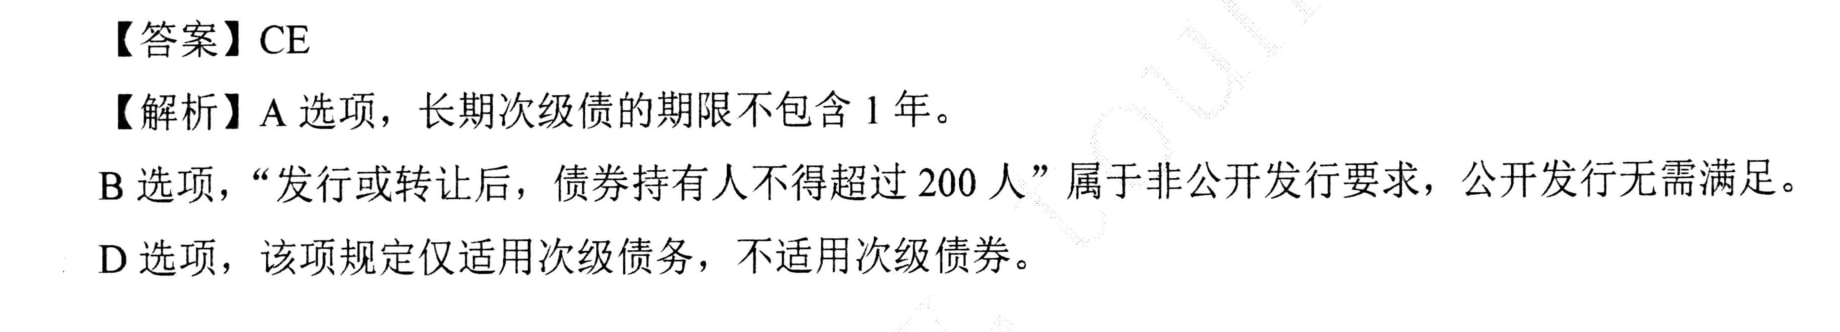 【答案】CE
【解析】A 选项，长期次级债的期限不包含 1 年。
B 选项，“发行或转让后，债券持有人不得超过 200 人”属于非公开发行要求，公开发行无需满足。
D 选项，该项规定仅适用次级债务，不适用次级债券。